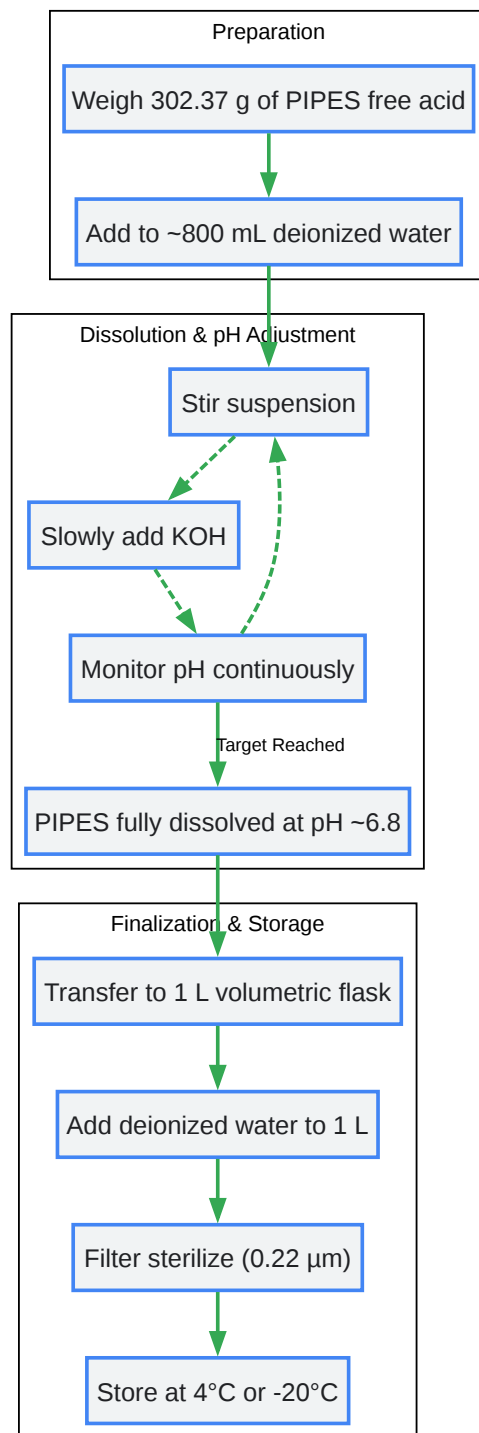 Preparation
Weigh 302.37 g of PIPES free acid
Add to ~800 mL deionized water
Dissolution & pH Adjustment
Stir suspension
Slowly add KOH
Monitor pH continuously
Target Reached
PIPES fully dissolved at pH ~6.8
Finalization & Storage
Transfer to 1 L volumetric flask
Add deionized water to 1 L
Filter sterilize (0.22 µm)
Store at 4°C or -20°C